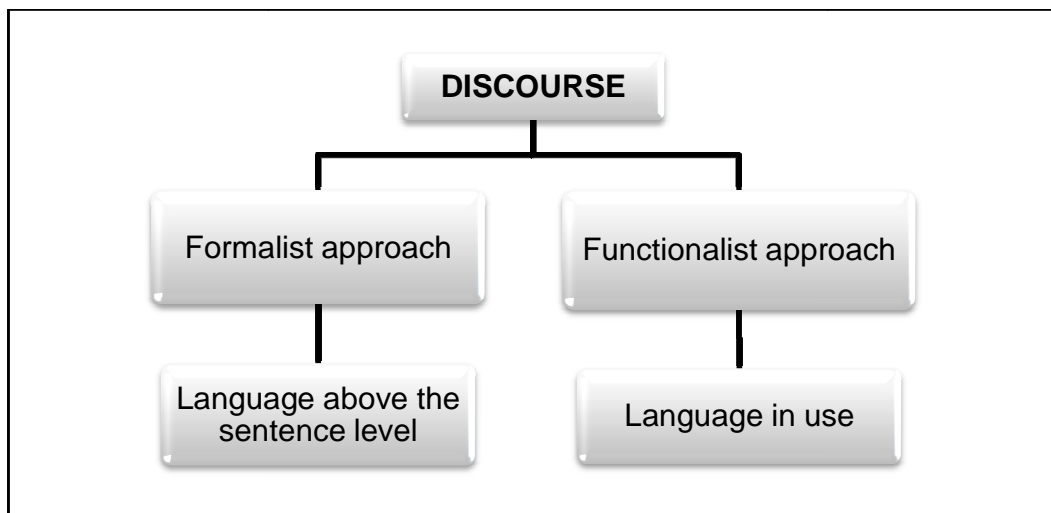 DISCOURSE
Formalist approach
Functionalist approach
Language above the
sentence level
Language in use